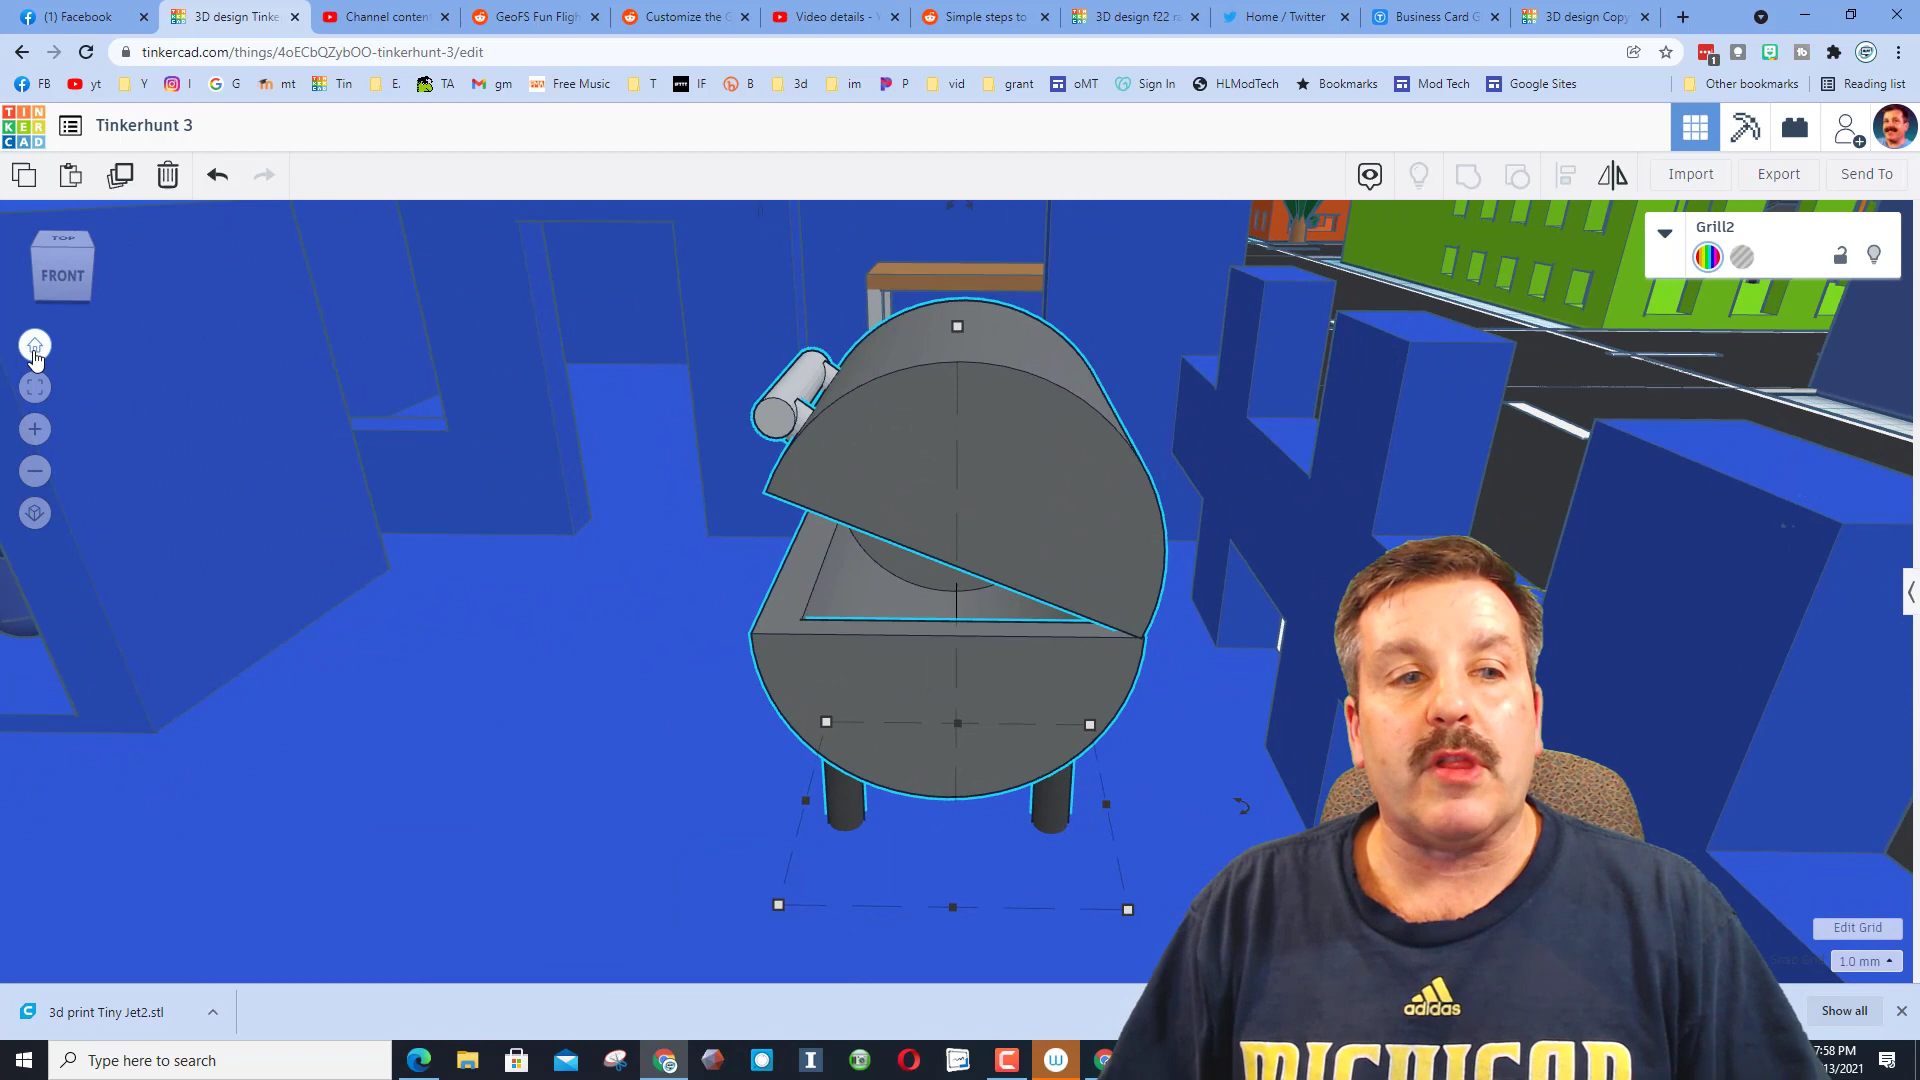 Facebook
3D design Tinke
Channel conten
GeoFS Fun Fligh
Customize the G
Video details - Y
Simple steps to
3D design f22 ra
Home / Twitter
Business Card G
3D design Copy
tinkercad.com/things/4oECbQZybOO-tinkerhunt-3/edit
FB
yt
Y
I
G
mt
Tin
E.
TA
gm
Free Music
T
IF
B
3d
im
P
vid
grant
oMT
Sign In
HLModTech
Bookmarks
Mod Tech
Google Sites
Other bookmarks
Reading list
TIN
KER
CAD
Tinkerhunt 3
Import
Export
Send To
TOP
FRONT
Grill2
Edit Grid
1.0 mm
adidas
MICHIGAN
3d print Tiny Jet2.stl
Show all
Type here to search
7:58 PM
13/2021